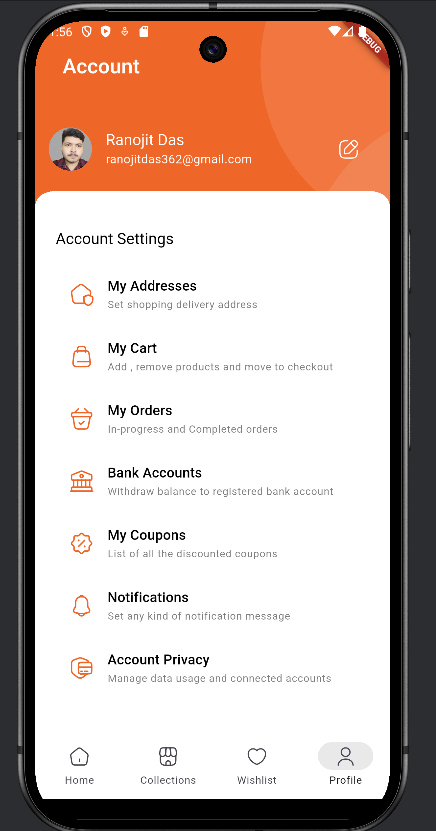 :56
Account
Ranojit Das
ranojitdas362@gmail.com
Account Settings
My Addresses
Set shopping delivery address
My Cart
Add , remove products and move to checkout
My Orders
In-progress and Completed orders
Bank Accounts
Withdraw balance to registered bank account
My Coupons
List of all the discounted coupons
Notifications
Set any kind of notification message
Account Privacy
Manage data usage and connected accounts
Home
Collections
Wishlist
Profile